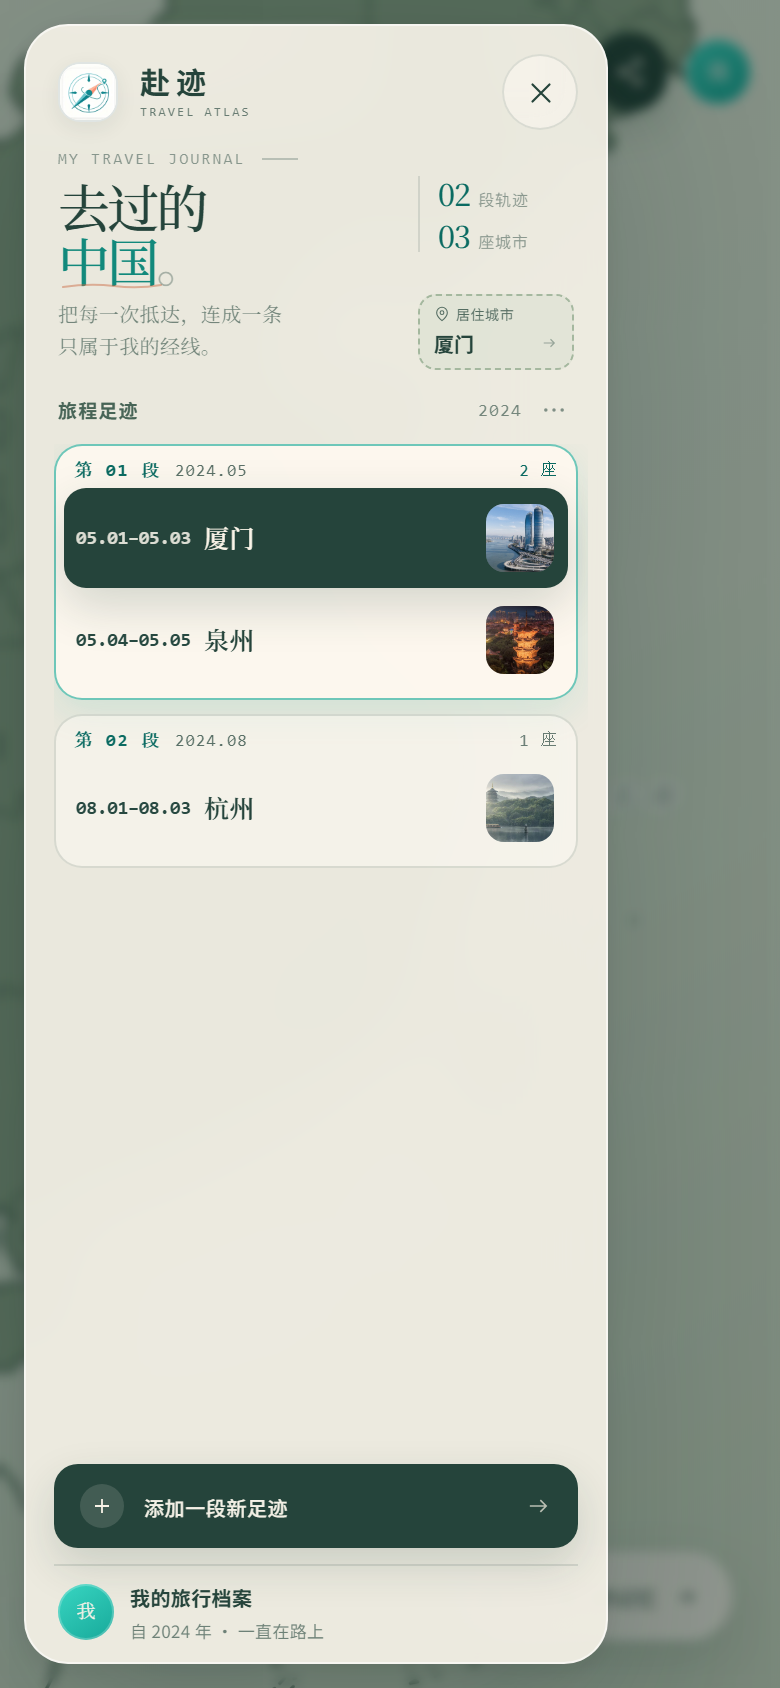 赴迹
TRAVEL ATLAS
MY TRAVEL JOURNAL
去过的
中国
02 段轨迹
03 座城市
把每一次抵达，连成一条
只属于我的经线。
居住城市
厦门
旅程足迹
2024
第 01 段 2024.05
2 座
05.01–05.03 厦门
05.04–05.05 泉州
第 02 段 2024.08
1 座
08.01–08.03 杭州
添加一段新足迹
我
我的旅行档案
自 2024 年 · 一直在路上